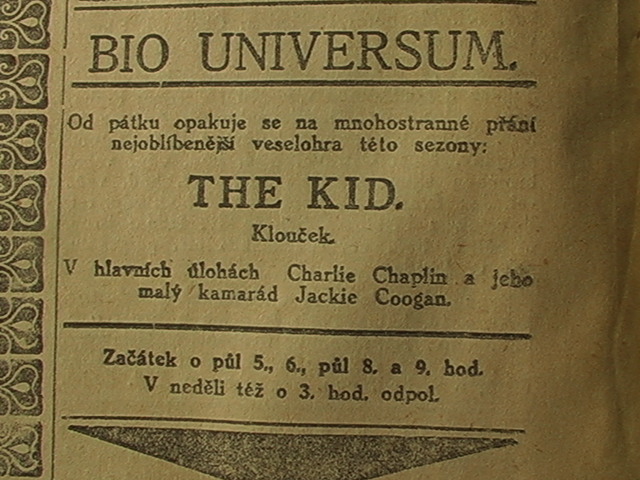 BIO UNIVERSUM.
Od pátku opakuje se na mnohostranné přání
nejoblíbenější veselohra této sezony:
THE KID.
Klouček.
V hlavních úlohách Charlie Chaplin a jeho
malý kamarád Jackie Coogan.
Začátek o půl 5., 6., půl 8. a 9. hod.
V neděli též o 3. hod. odpol.